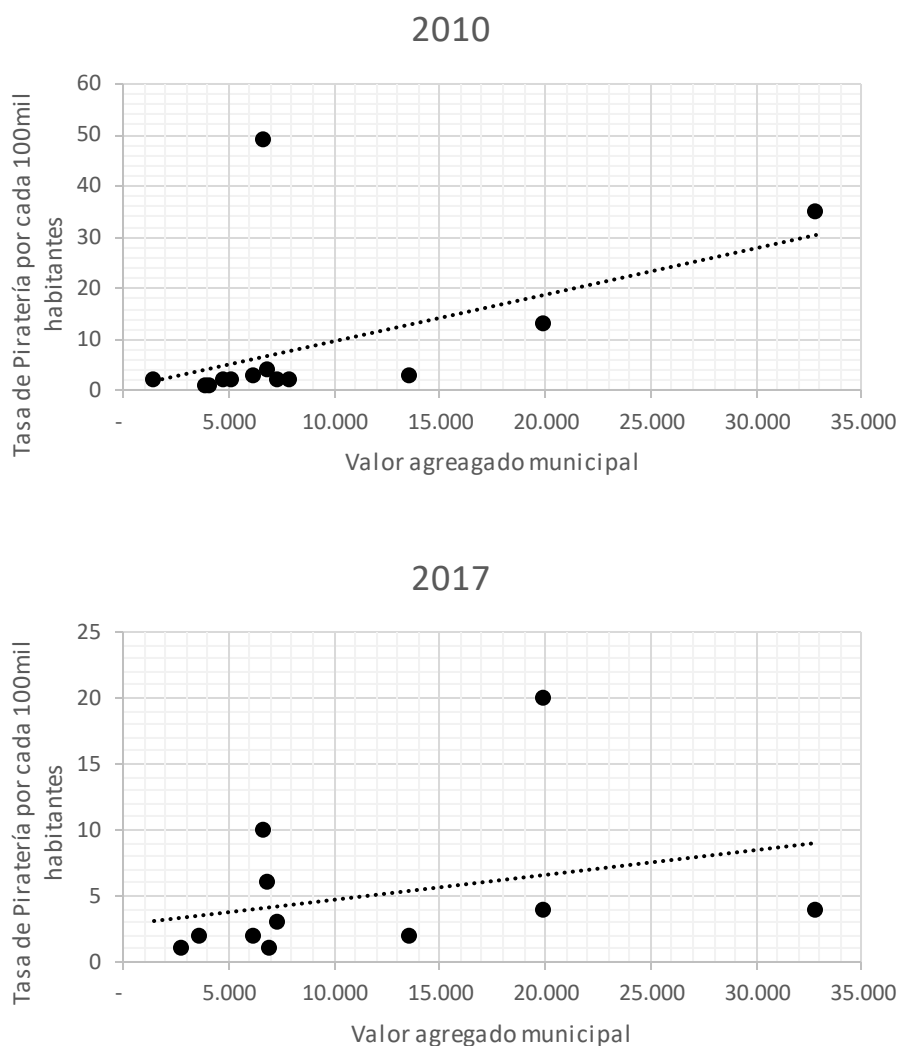 2010
Tasa de Piratería por cada 100mil
habitantes
60
50
40
30
20
10
0
- 5.000 10.000 15.000 20.000 25.000 30.000 35.000
Valor agreagado municipal
2017
Tasa de Piratería por cada 100mil
habitantes
25
20
15
10
5
0
- 5.000 10.000 15.000 20.000 25.000 30.000 35.000
Valor agregado municipal